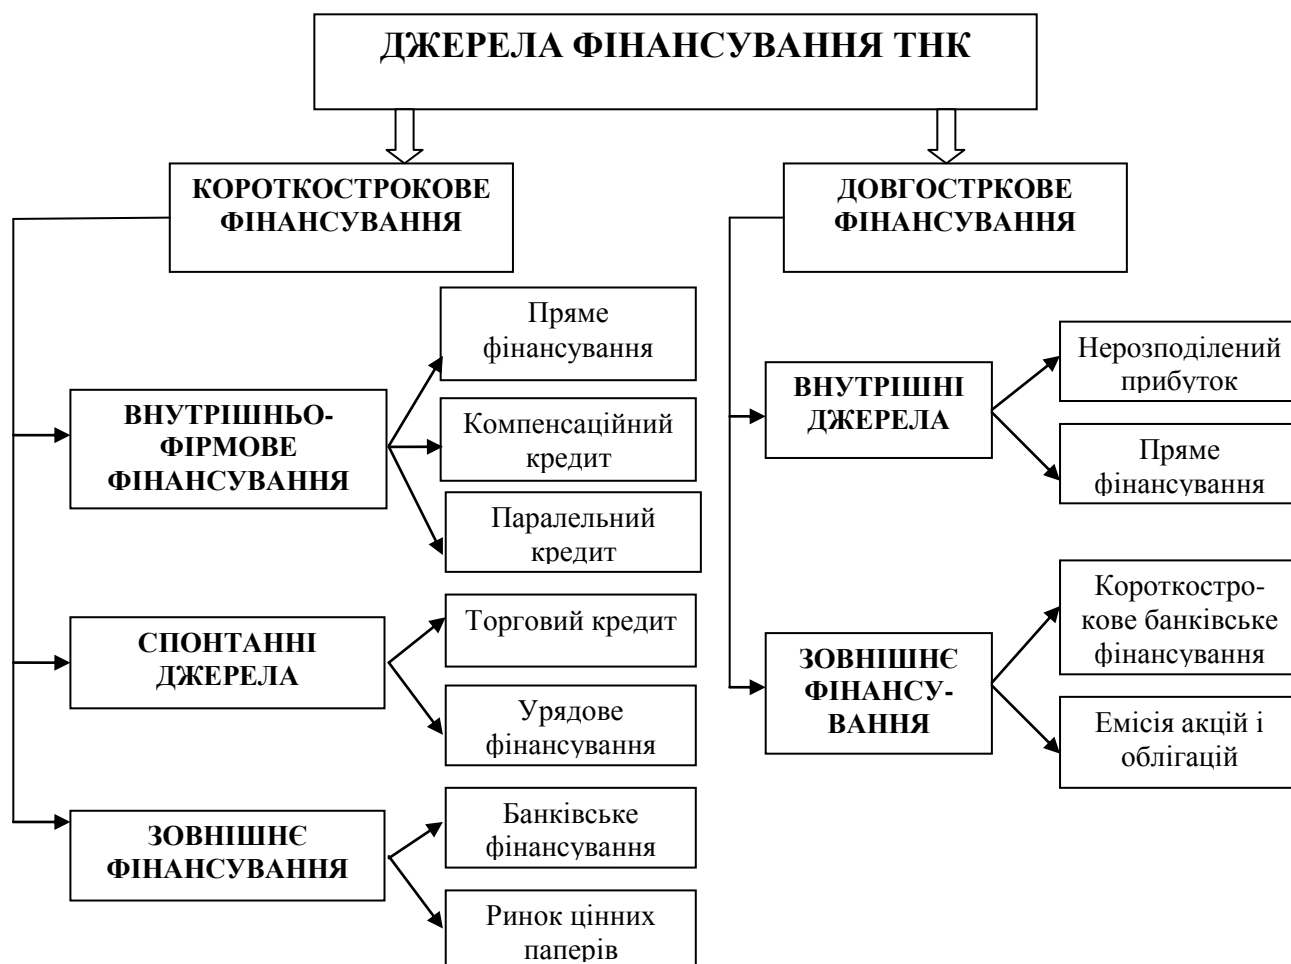 ДЖЕРЕЛА ФІНАНСУВАННЯ ТНК
КОРОТКОСТРОКОВЕ
ФІНАНСУВАННЯ
ВНУТРІШНЬО-
ФІРМОВЕ
ФІНАНСУВАННЯ
Пряме
фінансування
Компенсаційний
кредит
Паралельний
кредит
СПОНТАННІ
ДЖЕРЕЛА
Торговий кредит
Урядове
фінансування
ЗОВНІШНЄ
ФІНАНСУВАННЯ
Банківське
фінансування
Ринок цінних
паперів
ДОВГОСТРКОВЕ
ФІНАНСУВАННЯ
ВНУТРІШНІ
ДЖЕРЕЛА
Нерозподілений
прибуток
Пряме
фінансування
ЗОВНІШНЄ
ФІНАНСУ-
ВАННЯ
Короткостро-
кове банківське
фінансування
Емісія акцій і
облігацій